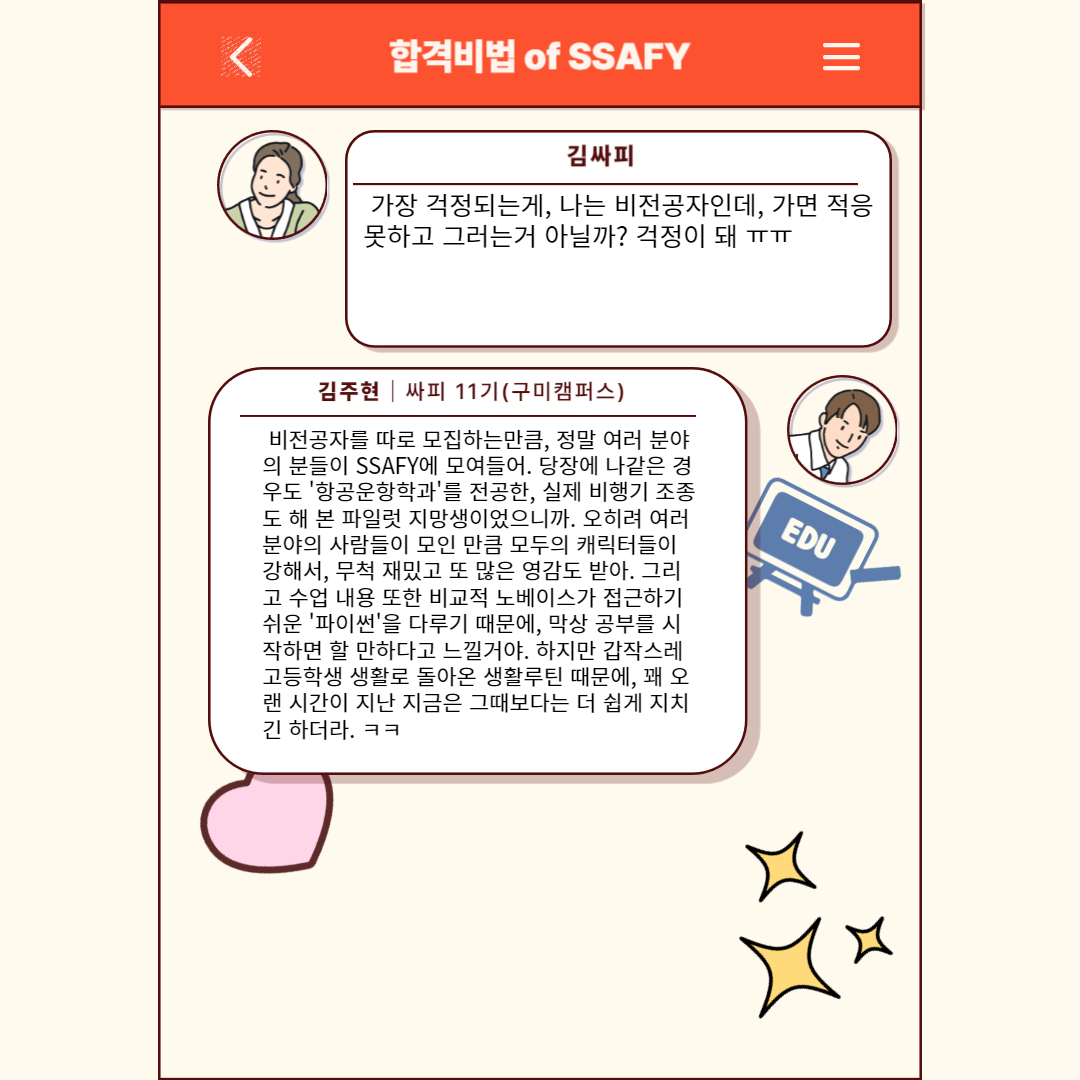 합격비법 of SSAFY
김싸피
가장 걱정되는게, 나는 비전공자인데, 가면 적응
못하고 그러는거 아닐까? 걱정이 돼 ㅠㅠ
김주현 | 싸피 11기(구미캠퍼스)
비전공자를 따로 모집하는만큼, 정말 여러 분야
의 분들이 SSAFY에 모여들어. 당장에 나같은 경
우도 '항공운항학과'를 전공한, 실제 비행기 조종
도 해 본 파일럿 지망생이었으니까. 오히려 여러
분야의 사람들이 모인 만큼 모두의 캐릭터들이
강해서, 무척 재밌고 또 많은 영감도 받아. 그리
고 수업 내용 또한 비교적 노베이스가 접근하기
쉬운 '파이썬'을 다루기 때문에, 막상 공부를 시
작하면 할 만하다고 느낄거야. 하지만 갑작스레
고등학생 생활로 돌아온 생활루틴 때문에, 꽤 오
랜 시간이 지난 지금은 그때보다는 더 쉽게 지치
긴 하더라. ㅋㅋ
EDU